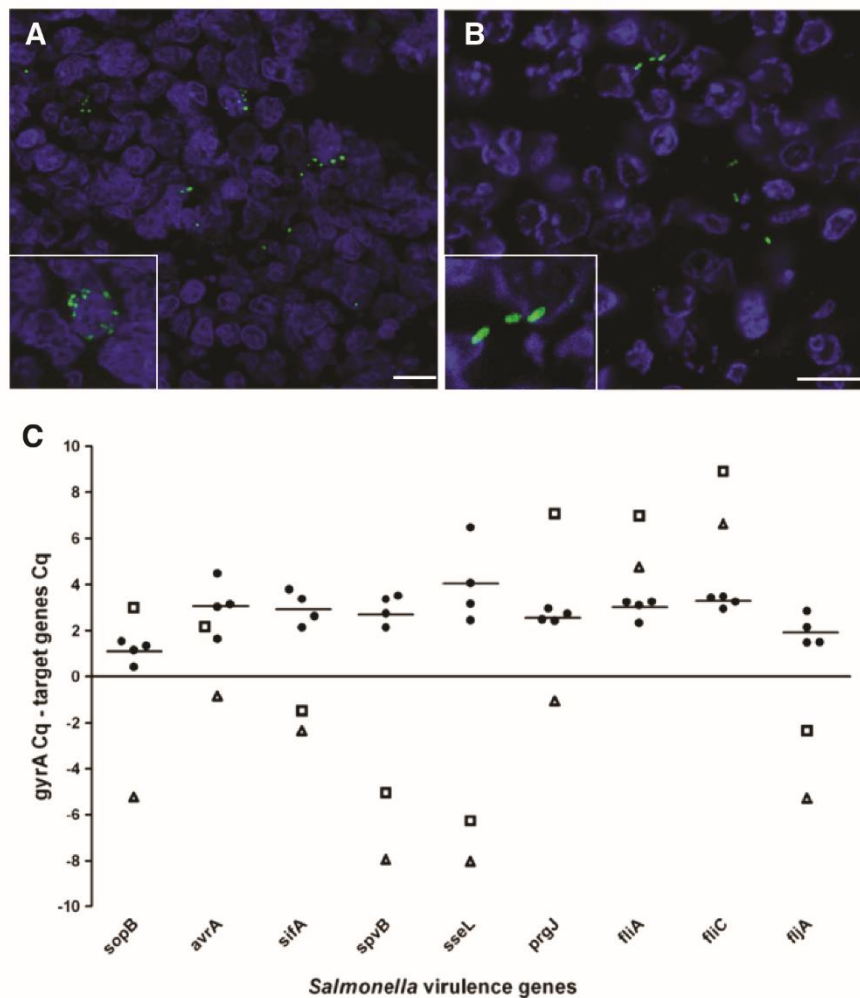 A
B
C
10
8
6
4
2
0
-2
-4
-6
-8
-10
gyrA Cq - target genes Cq
sopB
avrA
sifA
spvB
sseL
prgJ
fliA
fliC
fljA
Salmonella virulence genes